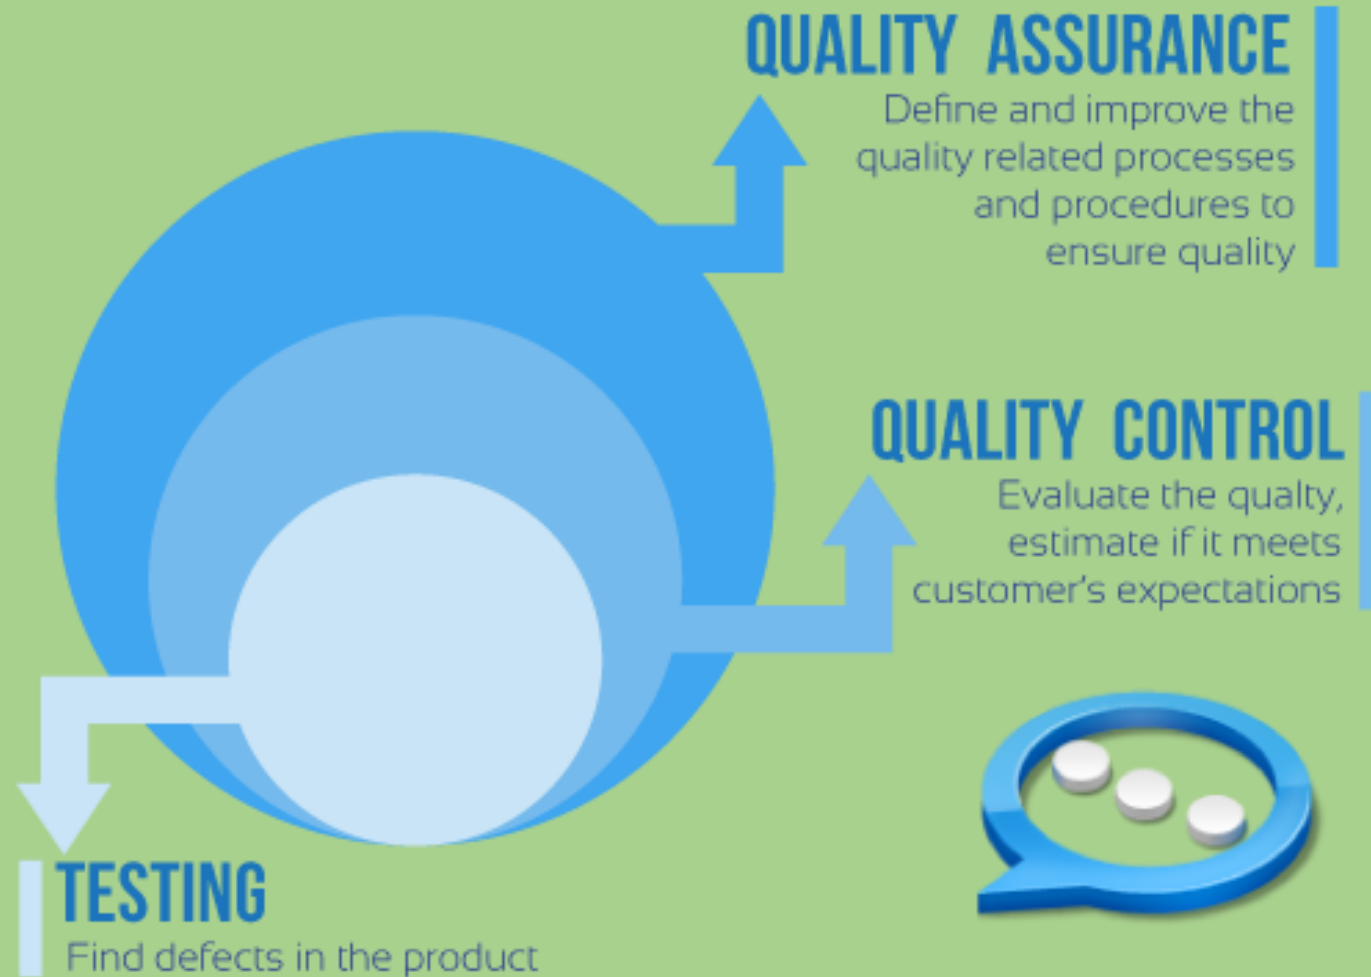 QUALITY ASSURANCE
Define and improve the
quality related processes
and procedures to
ensure quality
QUALITY CONTROL
Evaluate the qualty,
estimate if it meets
customer's expectations
TESTING
Find defects in the product